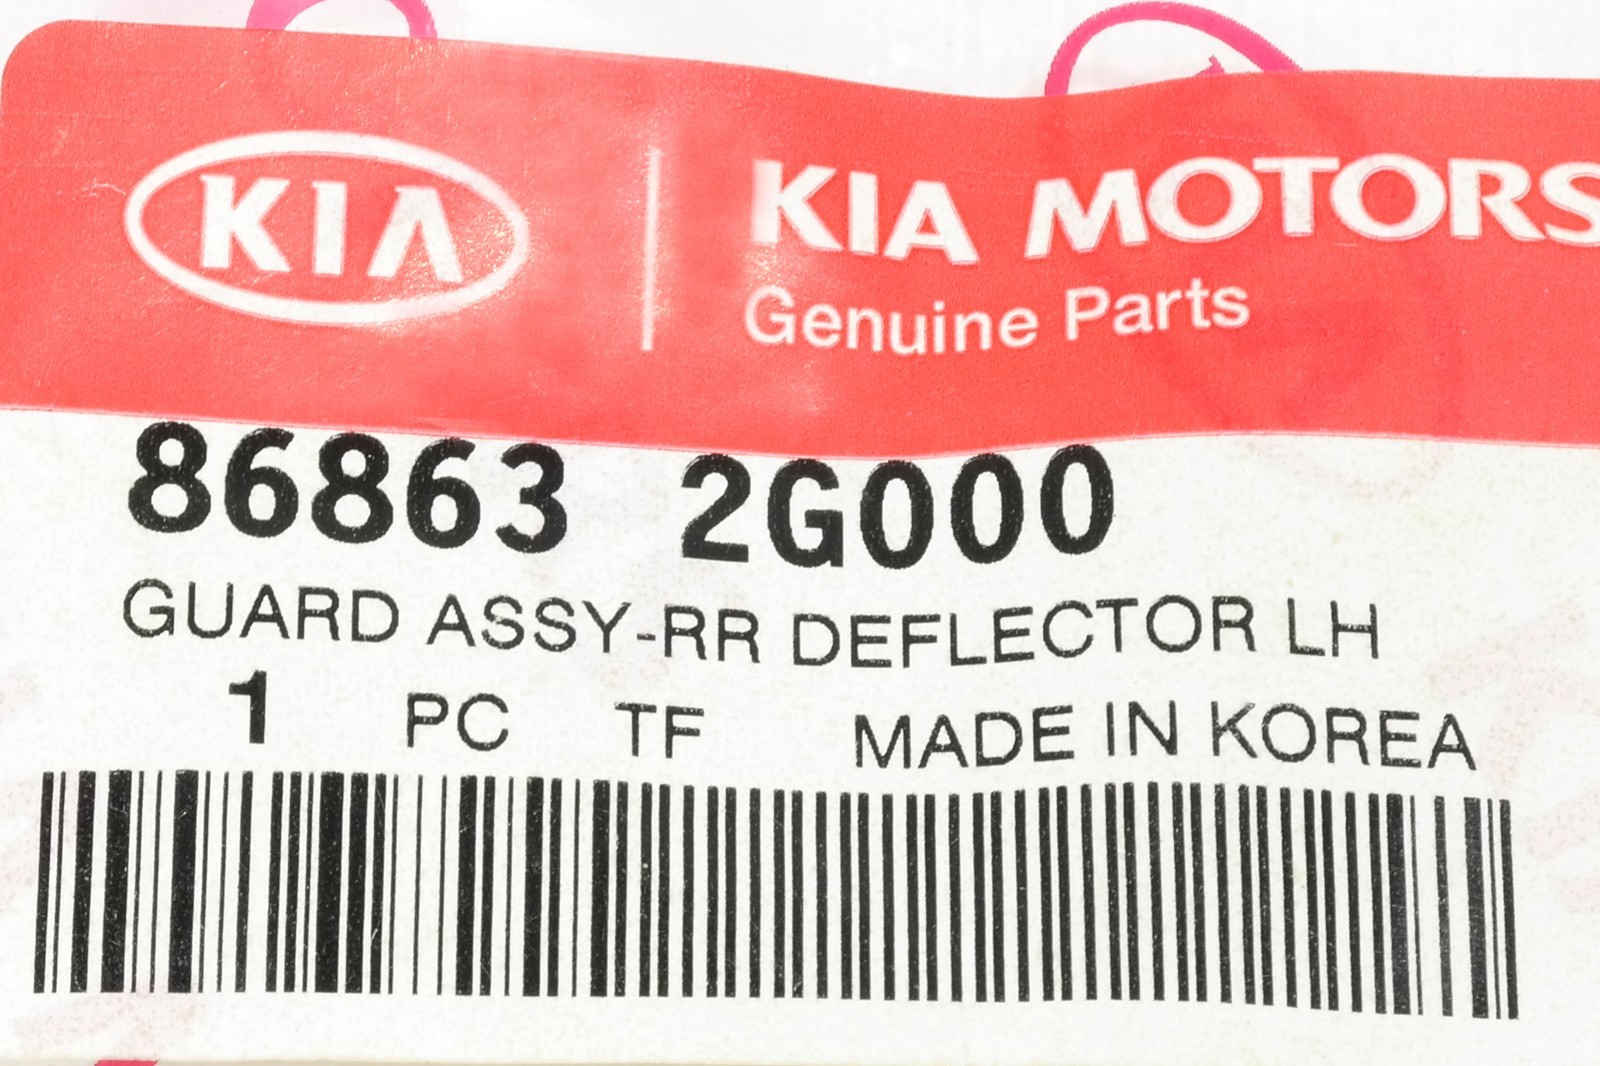 KIA
KIA MOTORS
Genuine Parts
86863 2G000
GUARD ASSY-RR DEFLECTOR LH
1 PC TF MADE IN KOREA